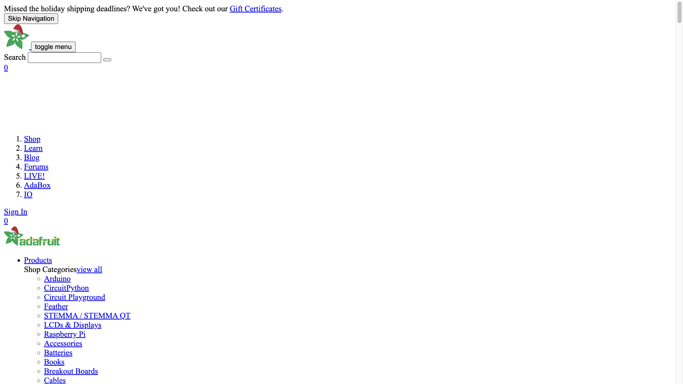 Missed the holiday shipping deadlines? We've got you! Check out our Gift Certificates.
Skip Navigation
toggle menu
Search
0
1. Shop
2. Learn
3. Blog
4. Forums
5. LIVE!
6. AdaBox
7. IO
Sign In
0
adafruit
Products
Shop Categoriesview all
Arduino
CircuitPython
Circuit Playground
Feather
STEMMA / STEMMA QT
LCDs & Displays
Raspberry Pi
Accessories
Batteries
Books
Breakout Boards
Cables